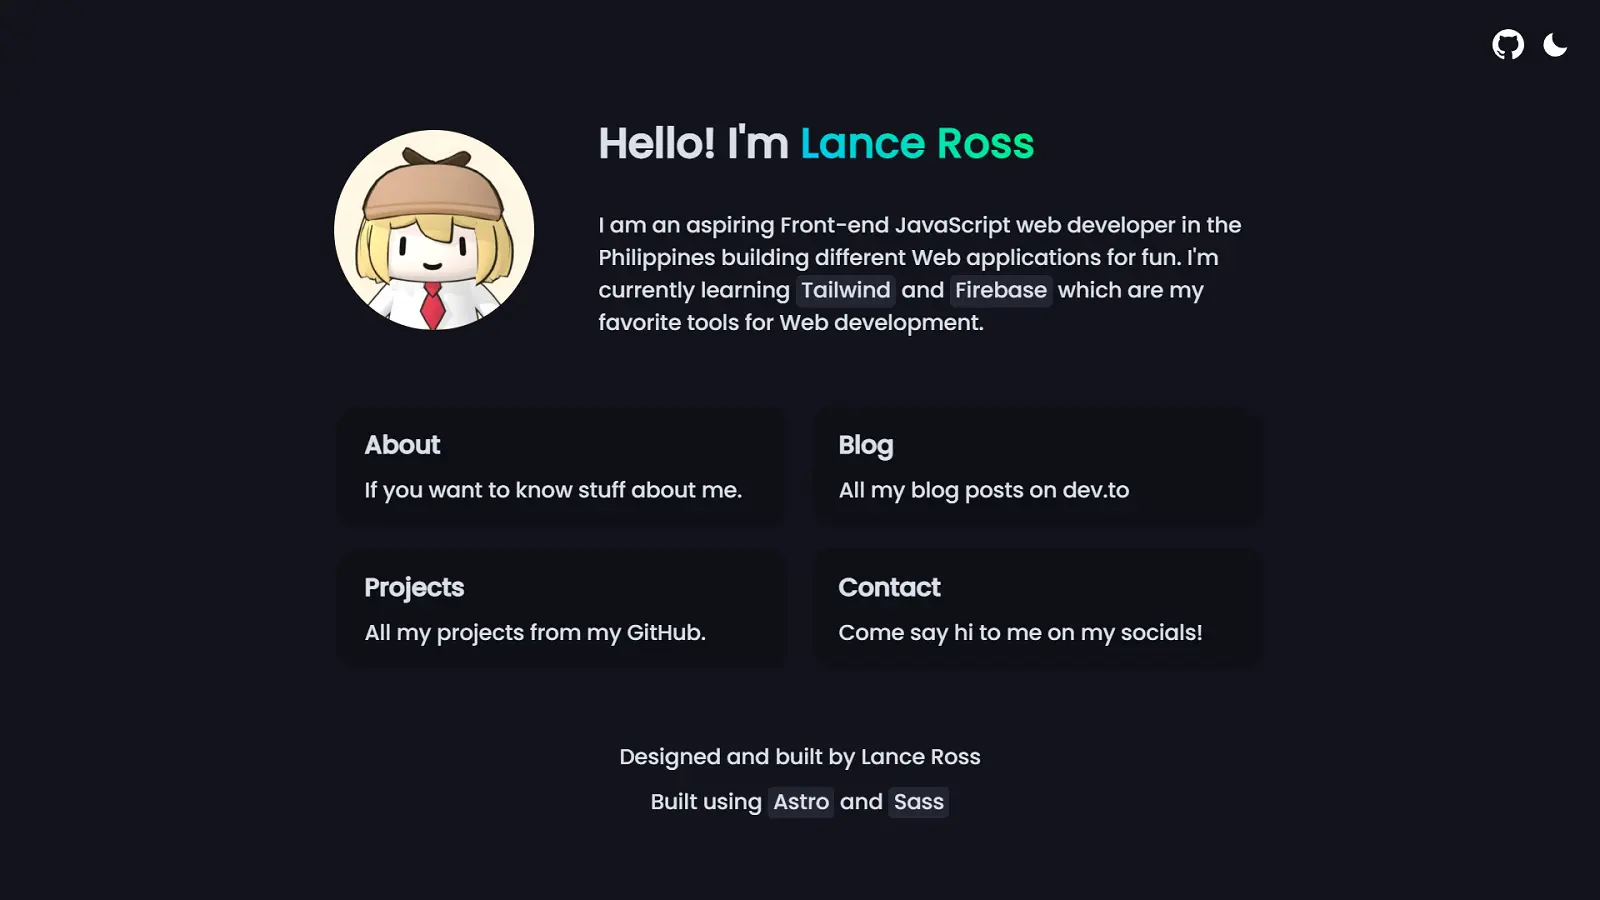 Hello! I'm Lance Ross
I am an aspiring Front-end JavaScript web developer in the
Philippines building different Web applications for fun. I'm
currently learning Tailwind and Firebase which are my
favorite tools for Web development.
About
If you want to know stuff about me.
Blog
All my blog posts on dev.to
Projects
All my projects from my GitHub.
Contact
Come say hi to me on my socials!
Designed and built by Lance Ross
Built using Astro and Sass